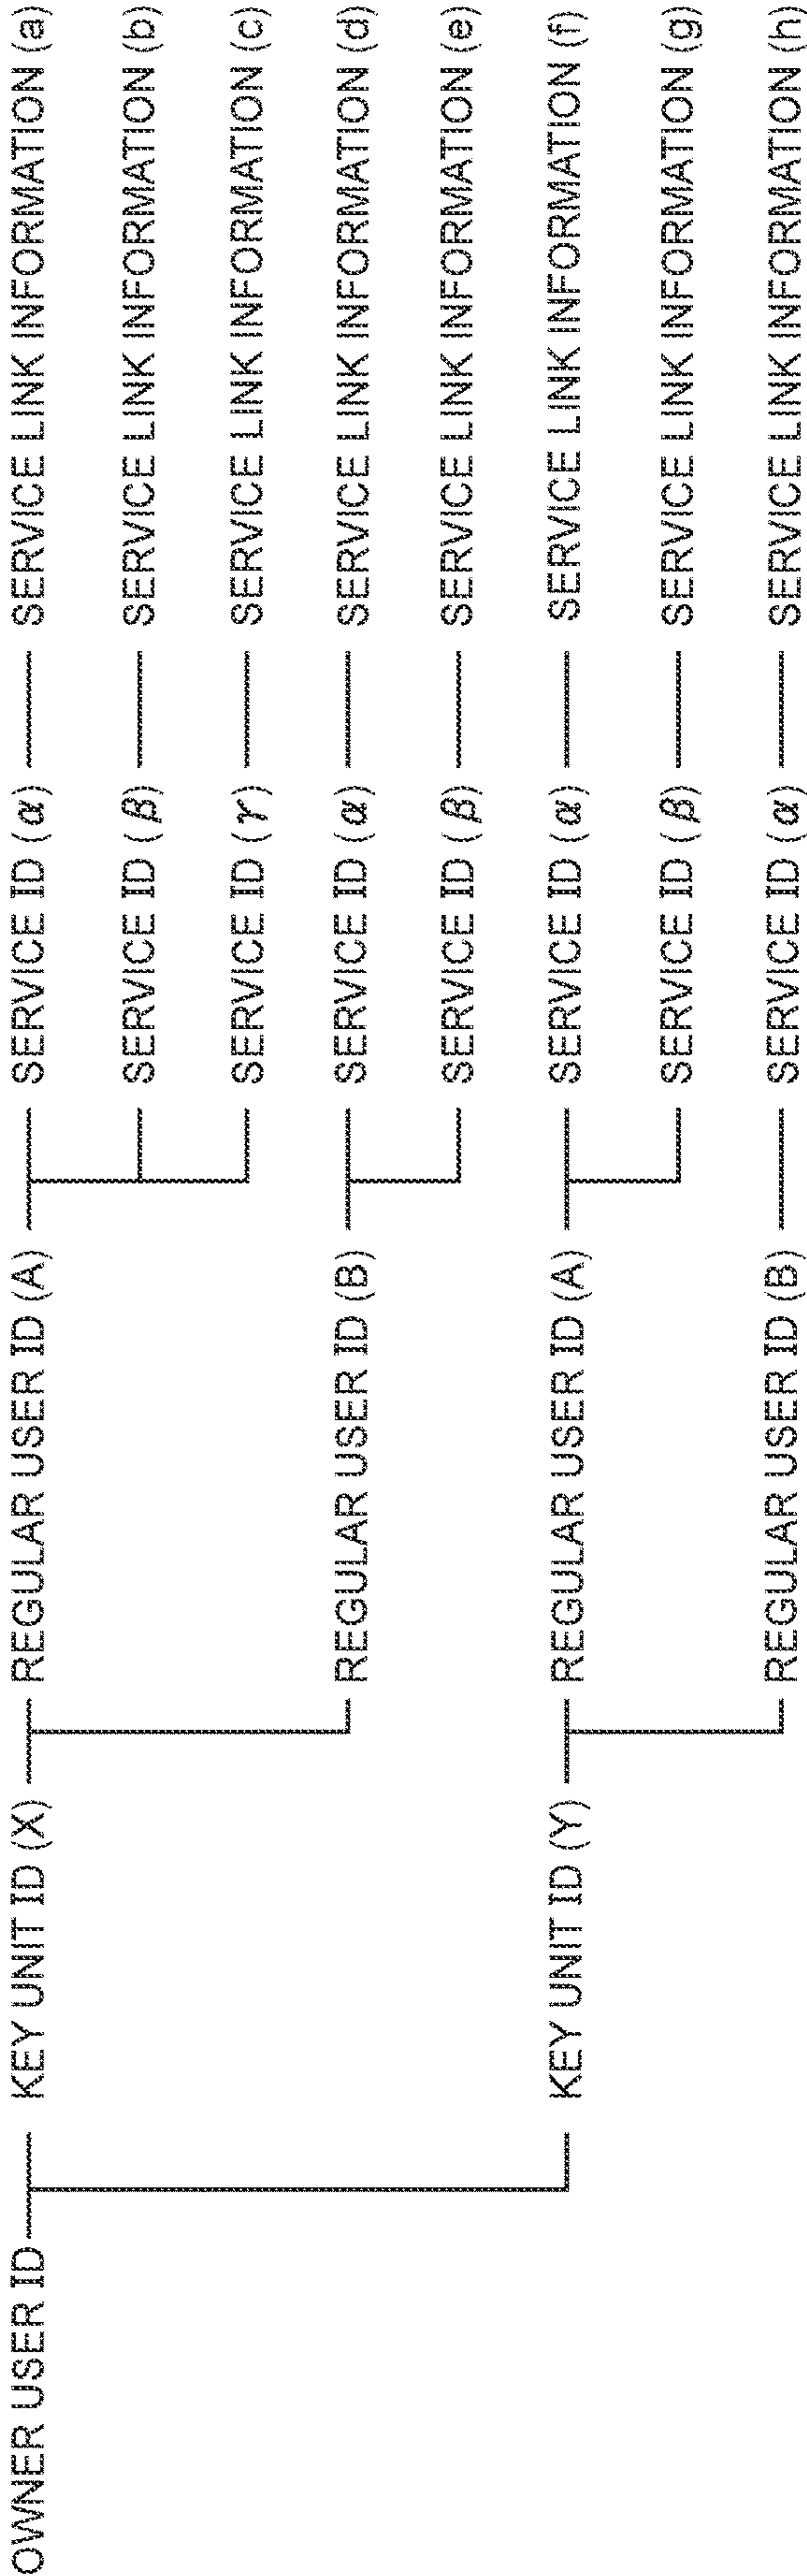 OWNER USER ID
KEY UNIT ID (X)
REGULAR USER ID (A)
SERVICE ID (α)
SERVICE LINK INFORMATION (a)
SERVICE ID (β)
SERVICE LINK INFORMATION (b)
SERVICE ID (γ)
SERVICE LINK INFORMATION (c)
REGULAR USER ID (B)
SERVICE ID (α)
SERVICE LINK INFORMATION (d)
SERVICE ID (β)
SERVICE LINK INFORMATION (e)
KEY UNIT ID (Y)
REGULAR USER ID (A)
SERVICE ID (α)
SERVICE LINK INFORMATION (f)
SERVICE ID (β)
SERVICE LINK INFORMATION (g)
REGULAR USER ID (B)
SERVICE ID (α)
SERVICE LINK INFORMATION (h)